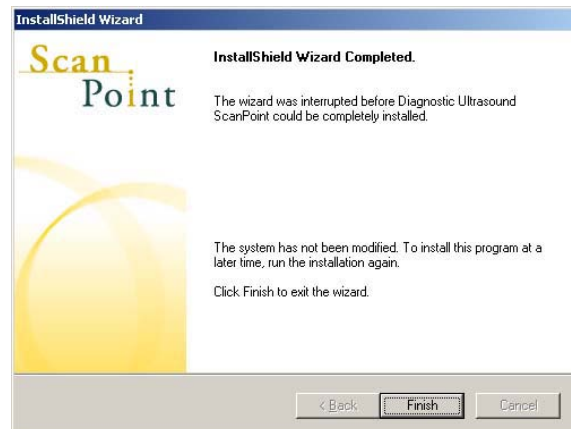 InstallShield Wizard
Scan
Point
InstallShield Wizard Completed.
The wizard was interrupted before Diagnostic Ultrasound
ScanPoint could be completely installed.
The system has not been modified. To install this program at a
later time, run the installation again.
Click Finish to exit the wizard.
< Back
Finish
Cancel